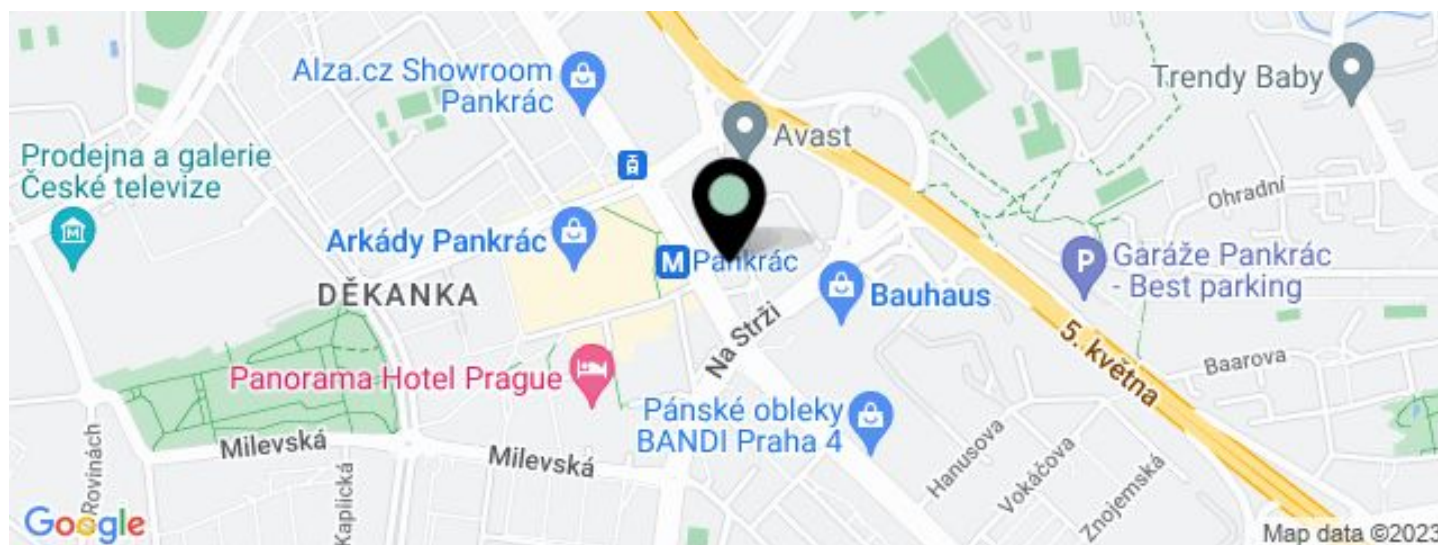 Alza.cz Showroom
Pankrác
Trendy Baby
Avast
Prodejna a galerie
České televize
Ohradní
Arkády Pankrác
M Pankrác
P
Garáže Pankrác
- Best parking
DĚKANKA
Bauhaus
Na Strži
5. května
Baarova
Panorama Hotel Prague
Pánské obleky
BANDI Praha 4
Milevská
Milevská
Hanusova
Vokáčova
Znojemská
Rovinách
Kaplická
Google
Map data ©2023